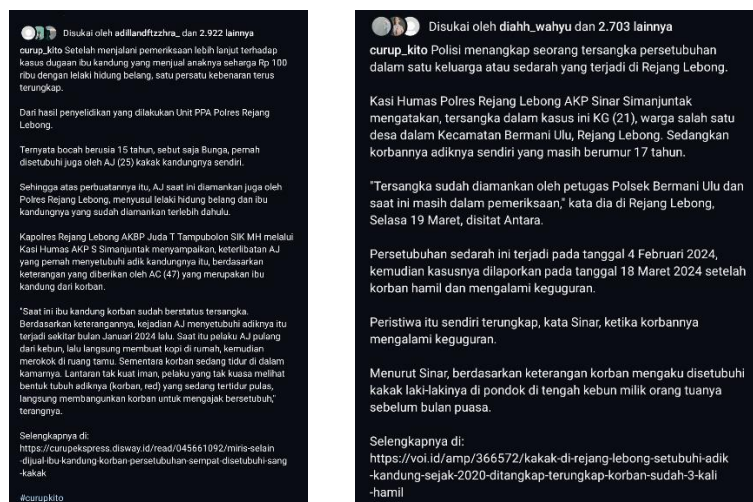 Disukai oleh adillandftzzhra_ dan 2.922 lainnya
curup_kito Setelah menjalani pemeriksaan lebih lanjut terhadap
kasus dugaan ibu kandung yang menjual anaknya seharga Rp 100
ribu dengan lelaki hidung belang, satu persatu kebenaran terus
terungkap.
Dari hasil penyelidikan yang dilakukan Unit PPA Polres Rejang
Lebong.
Ternyata bocah berusia 15 tahun, sebut saja Bunga, pernah
disetubuhi juga oleh AJ (25) kakak kandungnya sendiri.
Sehingga atas perbuatannya itu, AJ saat ini diamankan juga oleh
Polres Rejang Lebong, menyusul lelaki hidung belang dan ibu
kandungnya yang sudah diamankan terlebih dahulu.
Kapolres Rejang Lebong AKBP Juda T Tampubolon SIK MH melalui
Kasi Humas AKP S Simanjuntak menyampaikan, keterlibatan AJ
yang pernah menyetubuhi adik kandungnya itu, berdasarkan
keterangan yang diberikan oleh AC (47) yang merupakan ibu
kandung dari korban.
"Saat ini ibu kandung korban sudah berstatus tersangka.
Berdasarkan keterangannya, kejadian AJ menyetubuhi adiknya itu
terjadi sekitar bulan Januari 2024 lalu. Saat itu pelaku AJ pulang
dari kebun, lalu langsung membuat kopi di rumah, kemudian
merokok di ruang tamu. Sementara korban sedang tidur di dalam
kamarnya. Lantaran tak kuat iman, pelaku yang tak kuasa melihat
bentuk tubuh adiknya (korban, red) yang sedang tertidur pulas,
langsung membangunkan korban untuk mengajak bersetubuh,"
terangnya.
Selengkapnya di:
https://curupekspress.disway.id/read/045661092/miris-selain
-dijual-ibu-kandung-korban-persetubuhan-sempat-disetubuhi-sang
-kakak
#curupkito
Disukai oleh diahh_wahyu dan 2.703 lainnya
curup_kito Polisi menangkap seorang tersangka persetubuhan
dalam satu keluarga atau sedarah yang terjadi di Rejang Lebong.
Kasi Humas Polres Rejang Lebong AKP Sinar Simanjuntak
mengatakan, tersangka dalam kasus ini KG (21), warga salah satu
desa dalam Kecamatan Bermani Ulu, Rejang Lebong. Sedangkan
korbannya adiknya sendiri yang masih berumur 17 tahun.
"Tersangka sudah diamankan oleh petugas Polsek Bermani Ulu dan
saat ini masih dalam pemeriksaan," kata dia di Rejang Lebong,
Selasa 19 Maret, disitat Antara.
Persetubuhan sedarah ini terjadi pada tanggal 4 Februari 2024,
kemudian kasusnya dilaporkan pada tanggal 18 Maret 2024 setelah
korban hamil dan mengalami keguguran.
Peristiwa itu sendiri terungkap, kata Sinar, ketika korbannya
mengalami keguguran.
Menurut Sinar, berdasarkan keterangan korban mengaku disetubuhi
kakak laki-lakinya di pondok di tengah kebun milik orang tuanya
sebelum bulan puasa.
Selengkapnya di:
https://voi.id/amp/366572/kakak-di-rejang-lebong-setubuhi-adik
-kandung-sejak-2020-ditangkap-terungkap-korban-sudah-3-kali
-hamil